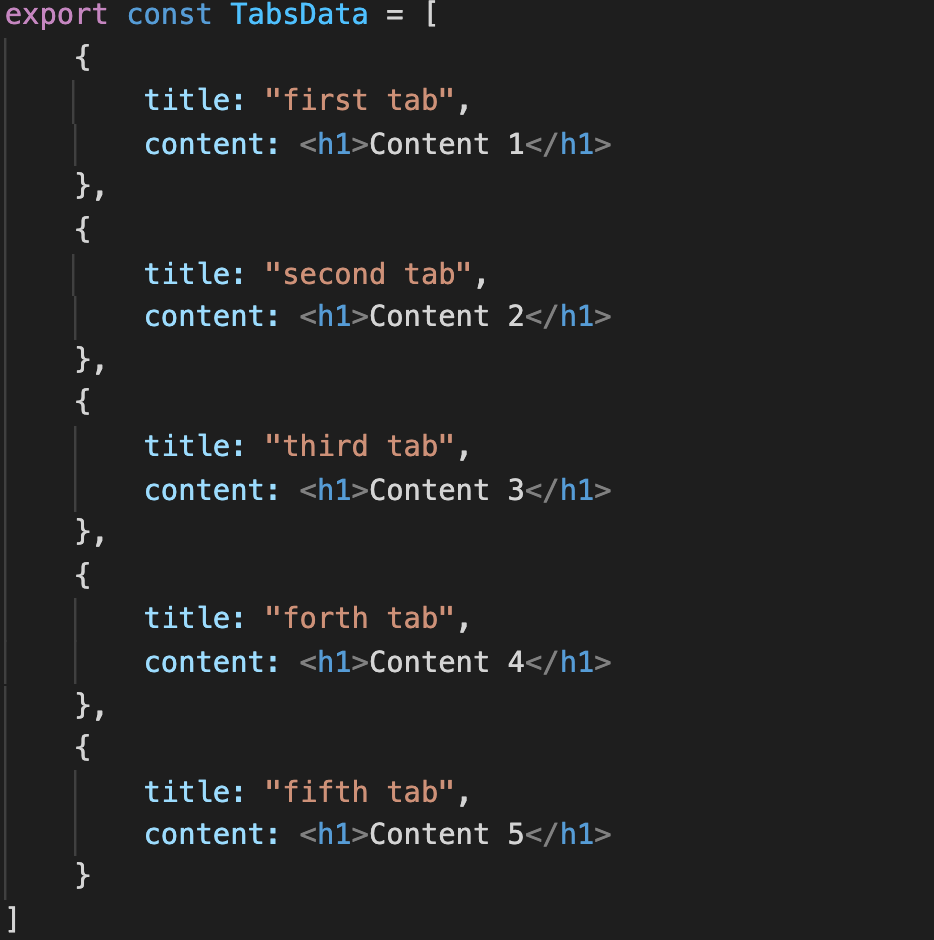 export const TabsData = [
    {
        title: "first tab",
        content: <h1>Content 1</h1>
    },
    {
        title: "second tab",
        content: <h1>Content 2</h1>
    },
    {
        title: "third tab",
        content: <h1>Content 3</h1>
    },
    {
        title: "forth tab",
        content: <h1>Content 4</h1>
    },
    {
        title: "fifth tab",
        content: <h1>Content 5</h1>
    }
]